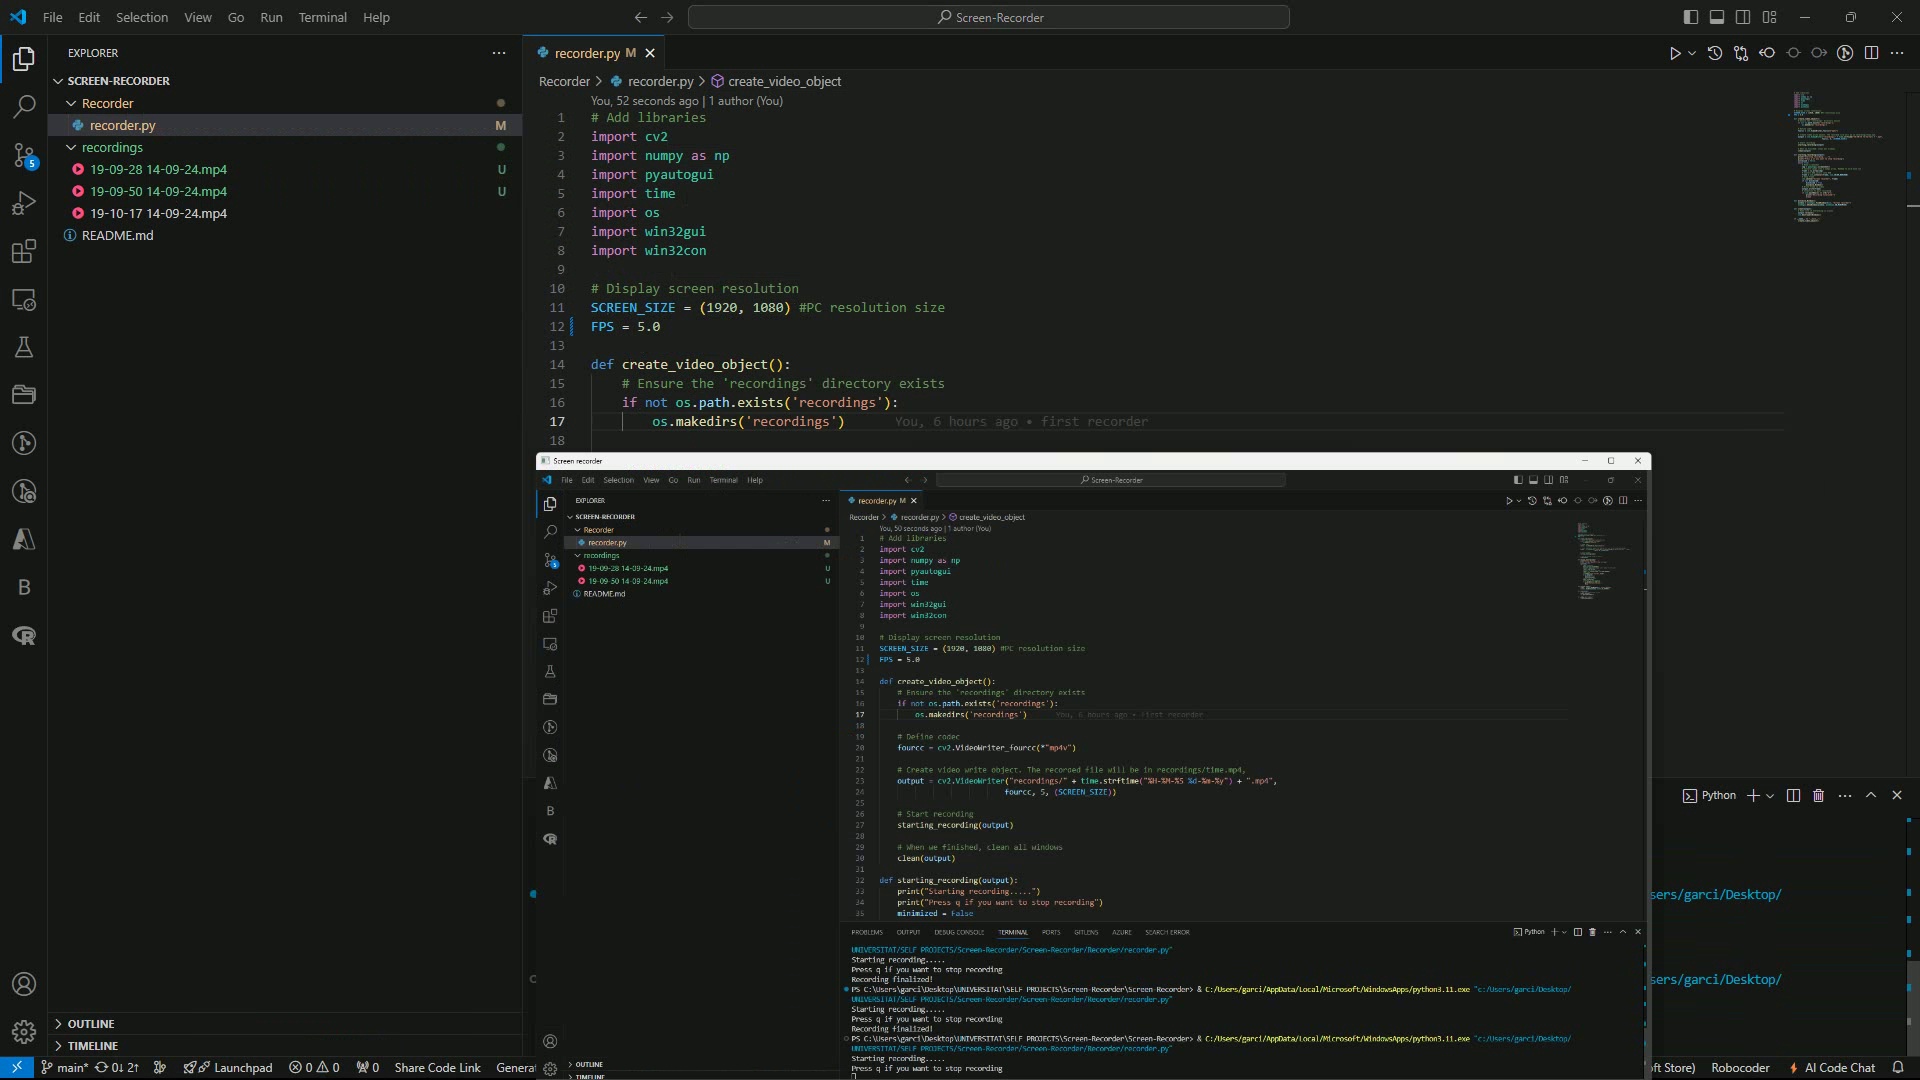 File Edit Selection View Go Run Terminal Help
Screen-Recorder
EXPLORER
SCREEN-RECORDER
Recorder
recorder.py M
recordings
19-09-28 14-09-24.mp4 U
19-09-50 14-09-24.mp4 U
19-10-17 14-09-24.mp4
README.md
5
B
OUTLINE
TIMELINE
recorder.py M
Recorder > recorder.py > create_video_object
You, 52 seconds ago | 1 author (You)
1 # Add libraries
2 import cv2
3 import numpy as np
4 import pyautogui
5 import time
6 import os
7 import win32gui
8 import win32con
9
10 # Display screen resolution
11 SCREEN_SIZE = (1920, 1080) #PC resolution size
12 FPS = 5.0
13
14 def create_video_object():
15 # Ensure the 'recordings' directory exists
16 if not os.path.exists('recordings'):
17 os.makedirs('recordings') You, 6 hours ago • first recorder
18
Screen recorder
File Edit Selection View Go Run Terminal Help
Screen-Recorder
EXPLORER
SCREEN-RECORDER
Recorder
recorder.py M
recordings
19-09-28 14-09-24.mp4 U
19-09-50 14-09-24.mp4 U
README.md
B
OUTLINE
TIMELINE
recorder.py M
Recorder > recorder.py > create_video_object
You, 50 seconds ago | 1 author (You)
1 # Add libraries
2 import cv2
3 import numpy as np
4 import pyautogui
5 import time
6 import os
7 import win32gui
8 import win32con
9
10 # Display screen resolution
11 SCREEN_SIZE = (1920, 1080) #PC resolution size
12 FPS = 5.0
13
14 def create_video_object():
15 # Ensure the 'recordings' directory exists
16 if not os.path.exists('recordings'):
17 os.makedirs('recordings') You, 6 hours ago • first recorder
18
19 # Define codec
20 fourcc = cv2.VideoWriter_fourcc(*"mp4v")
21
22 # Create video write object. The recorded file will be in recordings/time.mp4,
23 output = cv2.VideoWriter("recordings/" + time.strftime("%H-%M-%S %d-%m-%y") + ".mp4",
24 fourcc, 5, (SCREEN_SIZE))
25
26 # Start recording
27 starting_recording(output)
28
29 # When we finished, clean all windows
30 clean(output)
31
32 def starting_recording(output):
33 print("Starting recording.....")
34 print("Press q if you want to stop recording")
35 minimized = False
PROBLEMS OUTPUT DEBUG CONSOLE TERMINAL PORTS GITLENS AZURE SEARCH ERROR
Python
UNIVERSITAT/SELF PROJECTS/Screen-Recorder/Screen-Recorder/Recorder/recorder.py"
Starting recording.....
Press q if you want to stop recording
Recording finalized!
PS C:\Users\garci\Desktop\UNIVERSITAT\SELF PROJECTS\Screen-Recorder\Screen-Recorder> & C:/Users/garci/AppData/Local/Microsoft/WindowsApps/python3.11.exe "c:/Users/garci/Desktop/
UNIVERSITAT/SELF PROJECTS/Screen-Recorder/Screen-Recorder/Recorder/recorder.py"
Starting recording.....
Press q if you want to stop recording
Recording finalized!
PS C:\Users\garci\Desktop\UNIVERSITAT\SELF PROJECTS\Screen-Recorder\Screen-Recorder> & C:/Users/garci/AppData/Local/Microsoft/WindowsApps/python3.11.exe "c:/Users/garci/Desktop/
UNIVERSITAT/SELF PROJECTS/Screen-Recorder/Screen-Recorder/Recorder/recorder.py"
Starting recording.....
Press q if you want to stop recording
Python
sers/garci/Desktop/
sers/garci/Desktop/
main* 0↓ 2↑ Launchpad 0 0 0 Share Code Link Genera
ft Store) Robocoder AI Code Chat